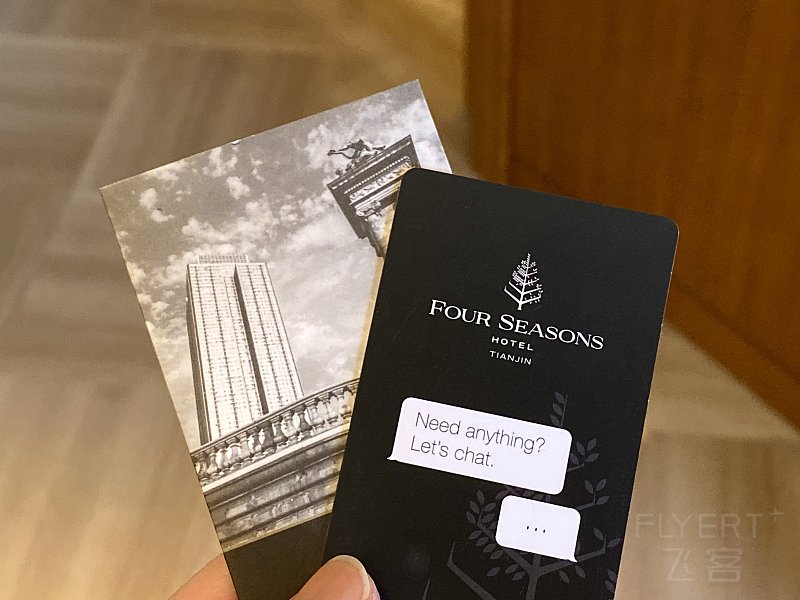 FOUR SEASONS
HOTEL
TIANJIN
Need anything?
Let's chat.
...
FLYERT+
飞客